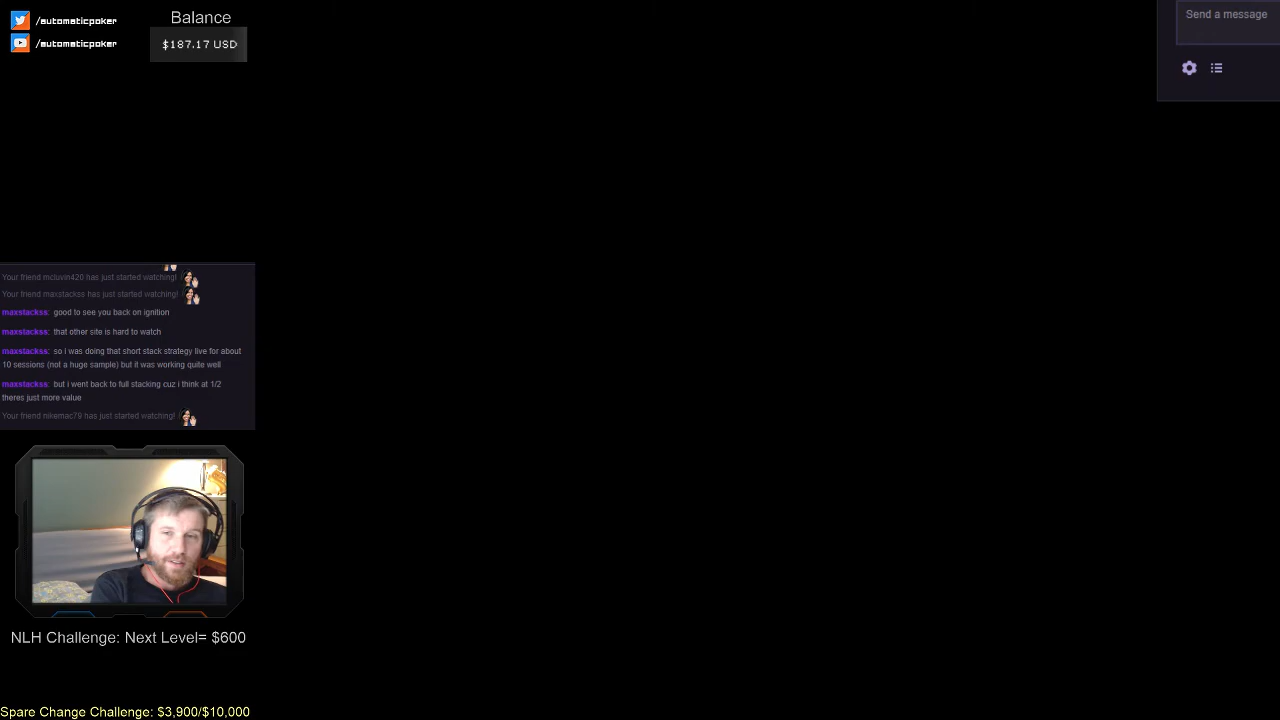 /automaticpoker
/automaticpoker
Balance
$187.17 USD
Send a message
Your friend mcluvin420 has just started watching!
Your friend maxstackss has just started watching!
maxstackss: good to see you back on ignition
maxstackss: that other site is hard to watch
maxstackss: so i was doing that short stack strategy live for about
10 sessions (not a huge sample) but it was working quite well
maxstackss: but i went back to full stacking cuz i think at 1/2
theres just more value
Your friend nikemac79 has just started watching!
NLH Challenge: Next Level= $600
Spare Change Challenge: $3,900/$10,000